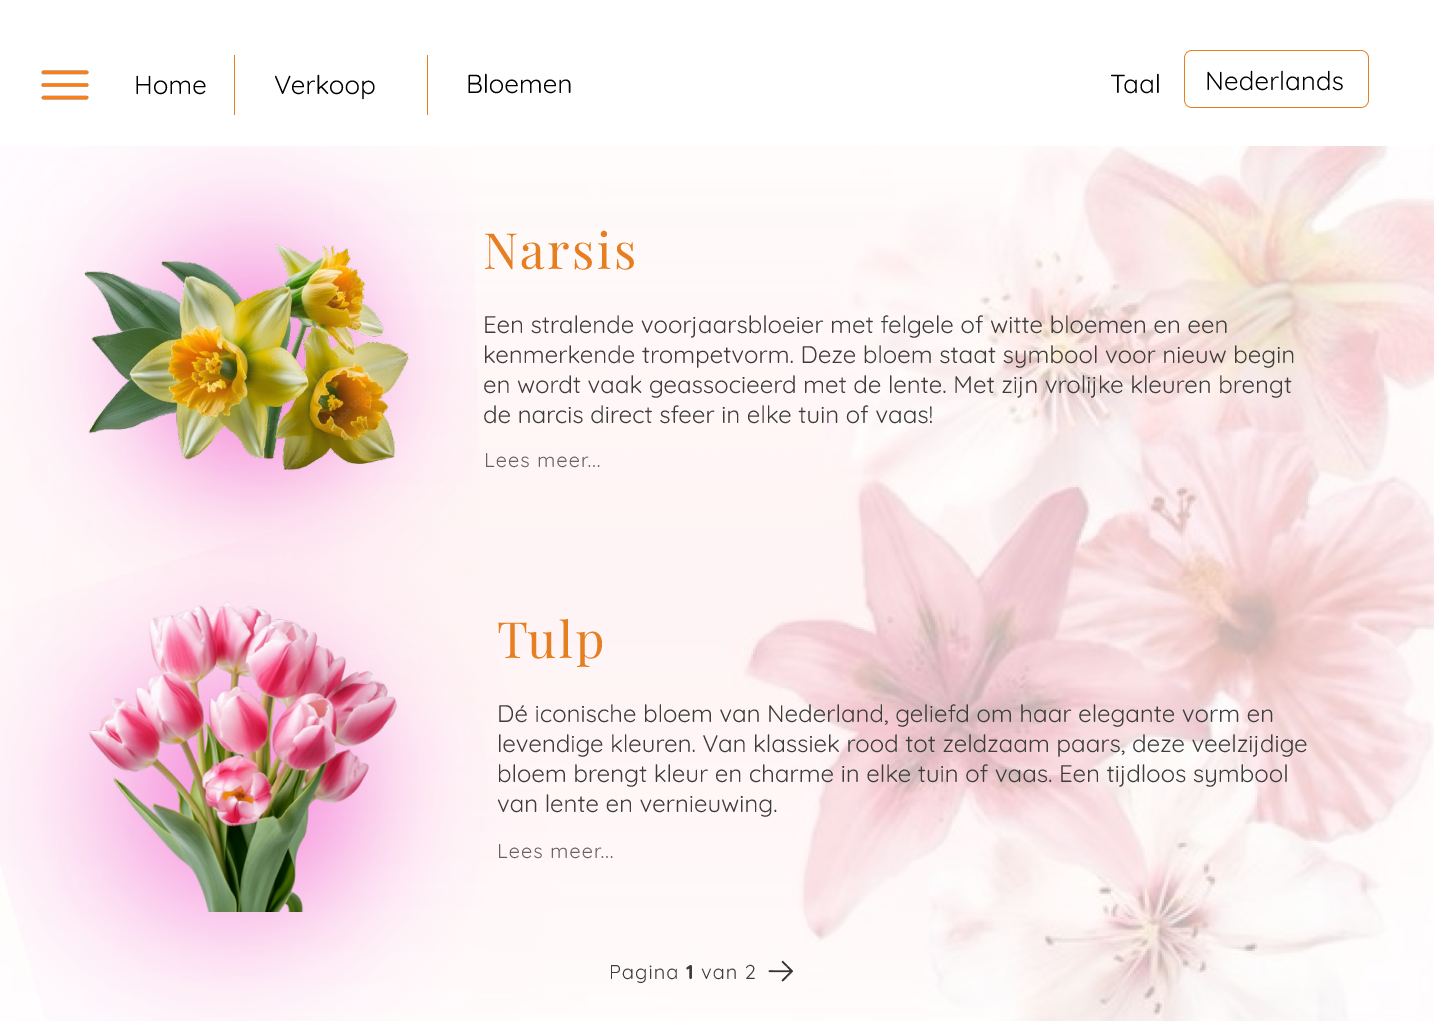 Home
Verkoop
Bloemen
Taal
Nederlands
Narsis
Een stralende voorjaarsbloeier met felgele of witte bloemen en een
kenmerkende trompetvorm. Deze bloem staat symbool voor nieuw begin
en wordt vaak geassocieerd met de lente. Met zijn vrolijke kleuren brengt
de narcis direct sfeer in elke tuin of vaas!
Lees meer...
Tulp
Dé iconische bloem van Nederland, geliefd om haar elegante vorm en
levendige kleuren. Van klassiek rood tot zeldzaam paars, deze veelzijdige
bloem brengt kleur en charme in elke tuin of vaas. Een tijdloos symbool
van lente en vernieuwing.
Lees meer...
Pagina 1 van 2